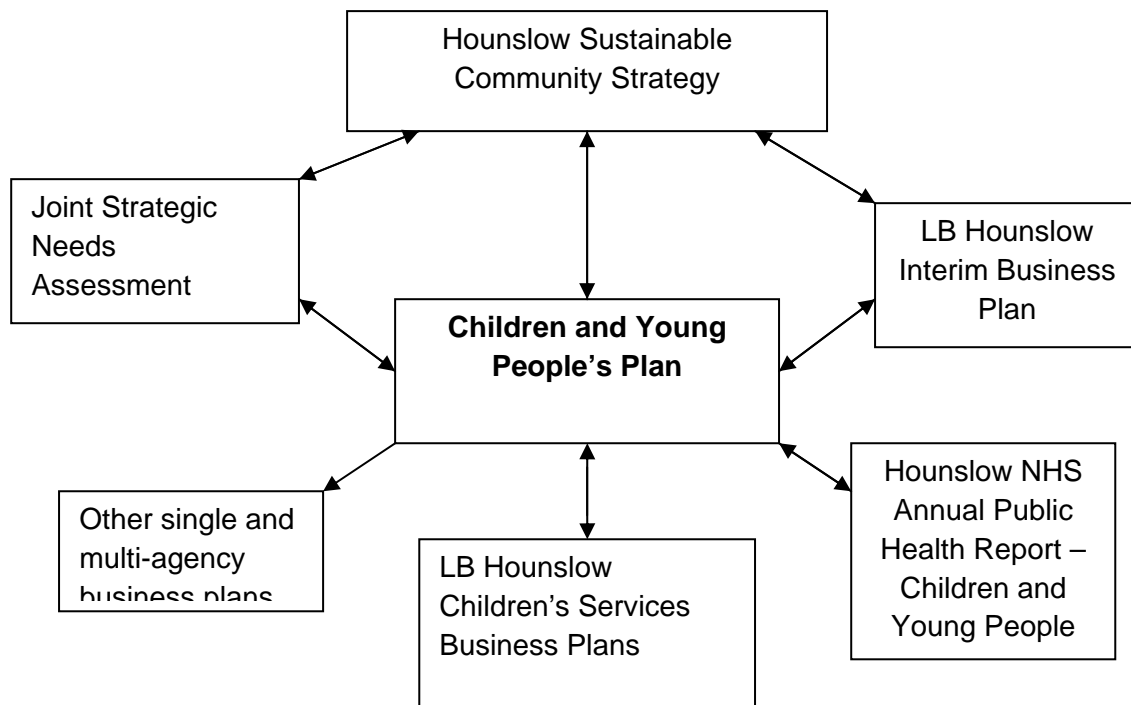 Hounslow Sustainable
Community Strategy
Joint Strategic
Needs
Assessment
LB Hounslow
Interim Business
Plan
Children and Young
People’s Plan
Other single and
multi-agency
business plans
LB Hounslow
Children’s Services
Business Plans
Hounslow NHS
Annual Public
Health Report –
Children and
Young People